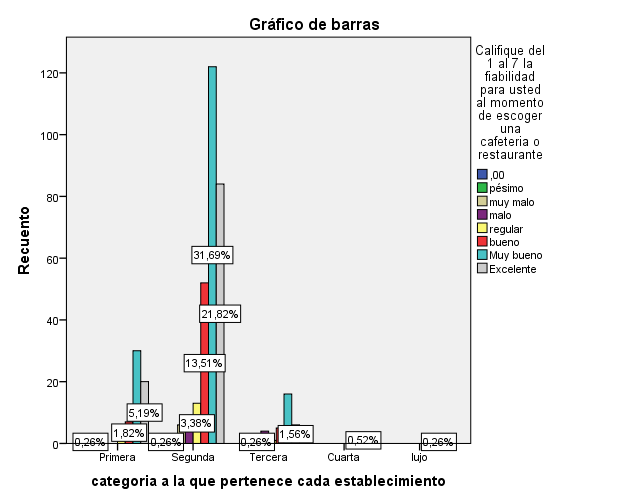 Gráfico de barras
Califique del
1 al 7 la
fiabilidad
para usted
al momento
de escoger
una
cafeteria o
restaurante
,00
pésimo
muy malo
malo
regular
bueno
Muy bueno
Excelente
Recuento
120
100
80
60
40
20
0
31,69%
21,82%
13,51%
5,19%
3,38%
1,82%
1,56%
0,26%
0,26%
0,26%
0,52%
0,26%
Primera
Segunda
Tercera
Cuarta
lujo
categoria a la que pertenece cada establecimiento